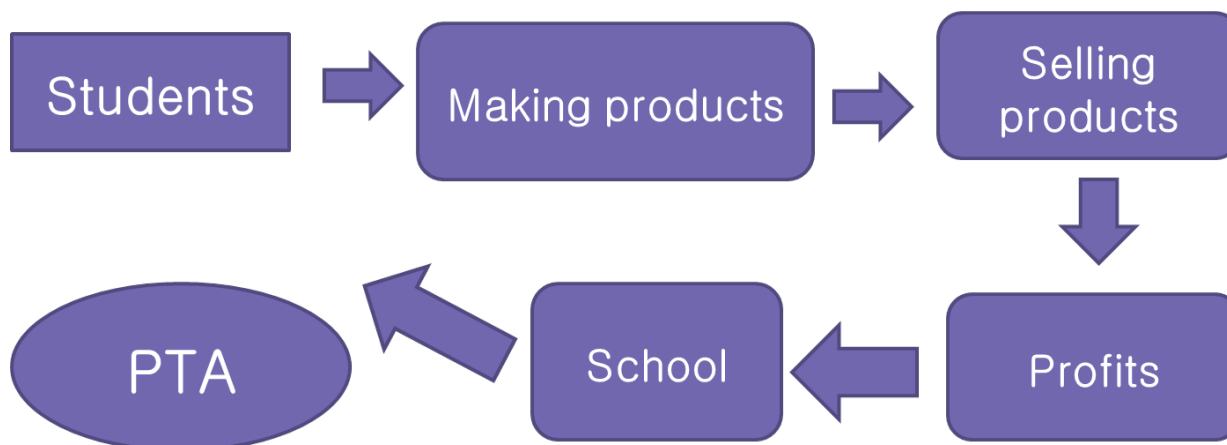 Students
Making products
Selling
products
Profits
School
PTA